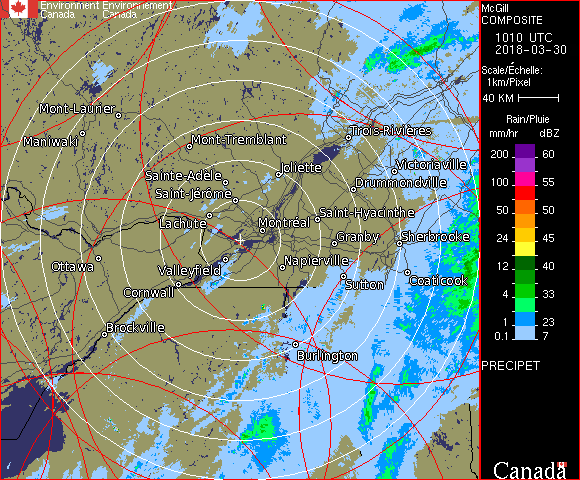 Environment Environnement
Canada Canada
McGill
COMPOSITE
1010 UTC
2018-03-30
Scale/Échelle:
1km/Pixel
40 KM
Rain/Pluie
mm/hr dBZ
200 60
100 55
50 50
24 45
12 40
4 33
1 23
0.1 7
PRECIPET
Canada
Mont-Laurier
Maniwaki
Mont-Tremblant
Trois-Rivières
Joliette
Victoriaville
Sainte-Adèle
Drummondville
Saint-Jérôme
Lachute
Montréal
Saint-Hyacinthe
Granby
Sherbrooke
Ottawa
Valleyfield
Napierville
Cornwall
Sutton
Coaticook
Brockville
Burlington